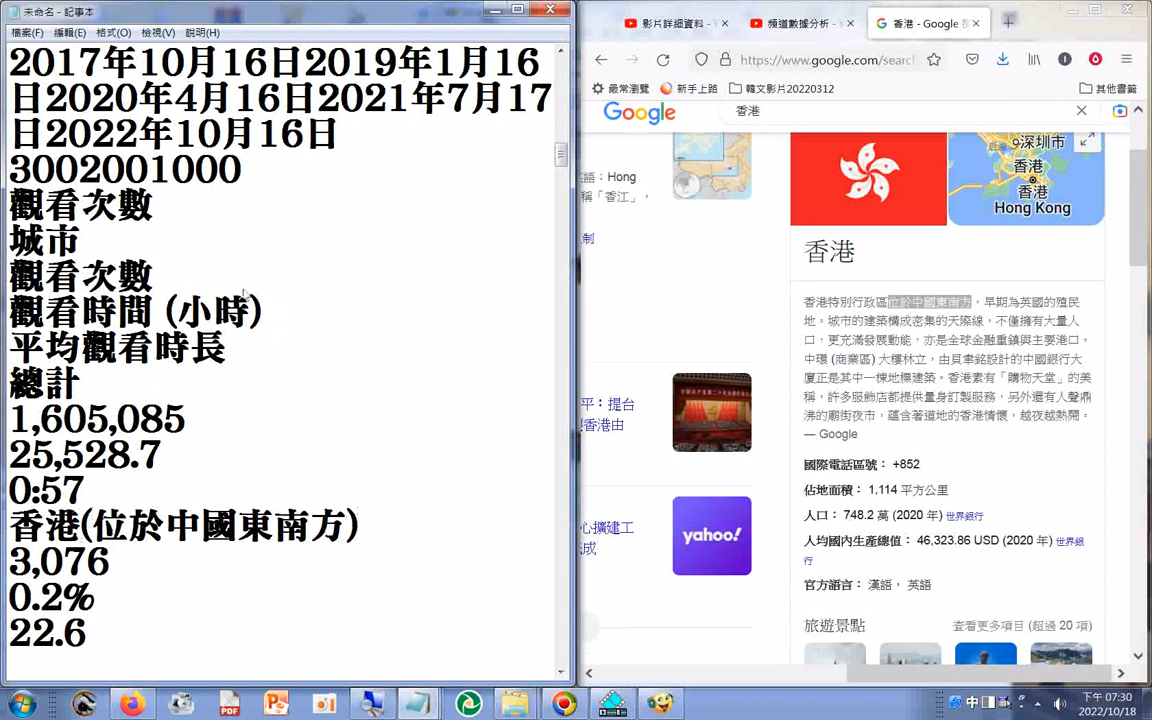 未命名 - 記事本
檔案(F) 編輯(E) 格式(O) 檢視(V) 說明(H)
2017年10月16日2019年1月16
日2020年4月16日2021年7月17
日2022年10月16日
3002001000
觀看次數
城市
觀看次數
觀看時間 (小時)
平均觀看時長
總計
1,605,085
25,528.7
0:57
香港(位於中國東南方)
3,076
0.2%
22.6
影片詳細資料 - Y
頻道數據分析 - Y
香港 - Google
https://www.google.com/searc
最常瀏覽 新手上路 韓文影片20220312 其他書籤
Google
香港
深圳市
香港
香港
Hong Kong
：Hong
稱「香江」，
制
香港
香港特別行政區位於中國東南方，早期為英國的殖民
地。城市的建築構成密集的天際線，不僅擁有大量人
口，更充滿發展動能，亦是全球金融重鎮與主要港口。
中環 (商業區) 大樓林立，由貝聿銘設計的中國銀行大
廈正是其中一棟地標建築。香港素有「購物天堂」的美
稱，許多服飾店都提供量身訂製服務，另外還有人聲鼎
沸的廟街夜市，蘊含著道地的香港情懷，越夜越熱鬧。
— Google
平：提台
香港由
國際電話區號： +852
佔地面積： 1,114 平方公里
人口： 748.2 萬 (2020 年) 世界銀行
人均國內生產總值： 46,323.86 USD (2020 年) 世界銀
行
官方語言： 漢語， 英語
心擴建工
成
yahoo!
旅遊景點
查看更多項目 (超過 20 項)
PDF
中
下午 07:30
2022/10/18